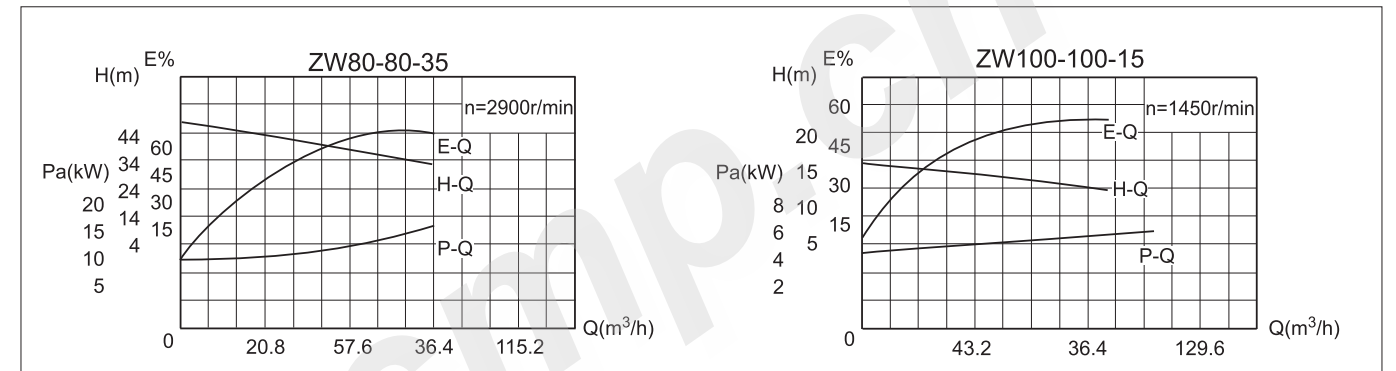 ZW80-80-35
E%
H(m)
n=2900r/min
44
60
E-Q
Pa(kW)
34
45
H-Q
20
24
30
15
14
15
10
4
P-Q
5
0
20.8
57.6
36.4
115.2
Q(m³/h)
ZW100-100-15
E%
H(m)
n=1450r/min
60
20
E-Q
45
Pa(kW)
15
30
H-Q
8
10
15
6
5
4
P-Q
2
0
43.2
36.4
129.6
Q(m³/h)
cmp.cn